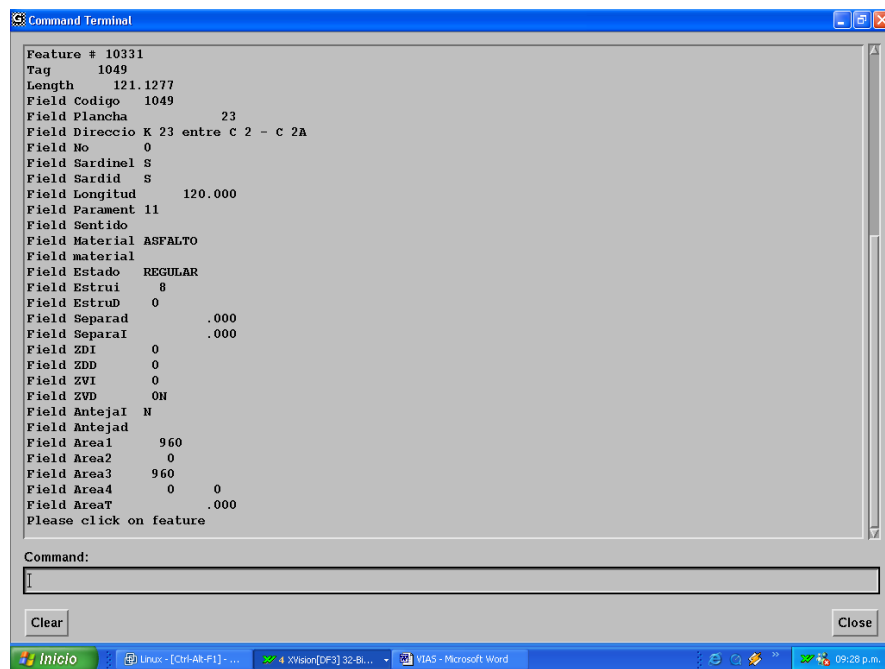 Command Terminal
Feature # 10331
Tag 1049
Length 121.1277
Field Codigo 1049
Field Plancha 23
Field Direccio K 23 entre C 2 - C 2A
Field No 0
Field Sardinel S
Field Sardid S
Field Longitud 120.000
Field Parament 11
Field Sentido
Field Material ASFALTO
Field material
Field Estado REGULAR
Field Estrui 8
Field EstruD 0
Field Separad .000
Field SeparaI .000
Field ZDI 0
Field ZDD 0
Field ZVI 0
Field ZVD 0N
Field AntejaI N
Field Antejad
Field Area1 960
Field Area2 0
Field Area3 960
Field Area4 0 0
Field AreaT .000
Please click on feature
Command:
Clear Close
Inicio Linux - [Ctrl-Alt-F1] - ... 4 XVision[DF3] 32-Bi... VIAS - Microsoft Word 09:28 p.m.